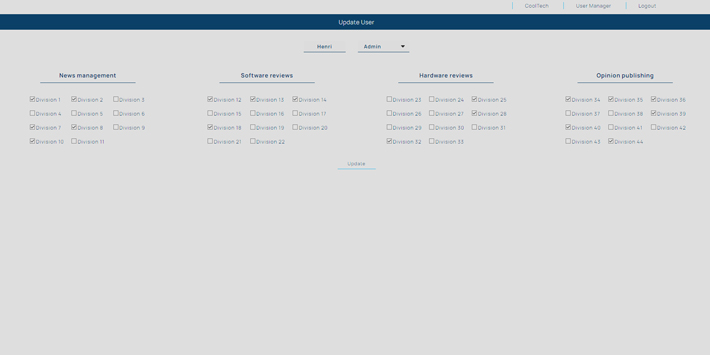 CoolTech User Manager Logout
Update User
Henri Admin
News management Software reviews Hardware reviews Opinion publishing
Division 1 Division 2 Division 3 Division 12 Division 13 Division 14 Division 23 Division 24 Division 25 Division 34 Division 35 Division 36
Division 4 Division 5 Division 6 Division 15 Division 16 Division 17 Division 26 Division 27 Division 28 Division 37 Division 38 Division 39
Division 7 Division 8 Division 9 Division 18 Division 19 Division 20 Division 29 Division 30 Division 31 Division 40 Division 41 Division 42
Division 10 Division 11 Division 21 Division 22 Division 32 Division 33 Division 43 Division 44
Update